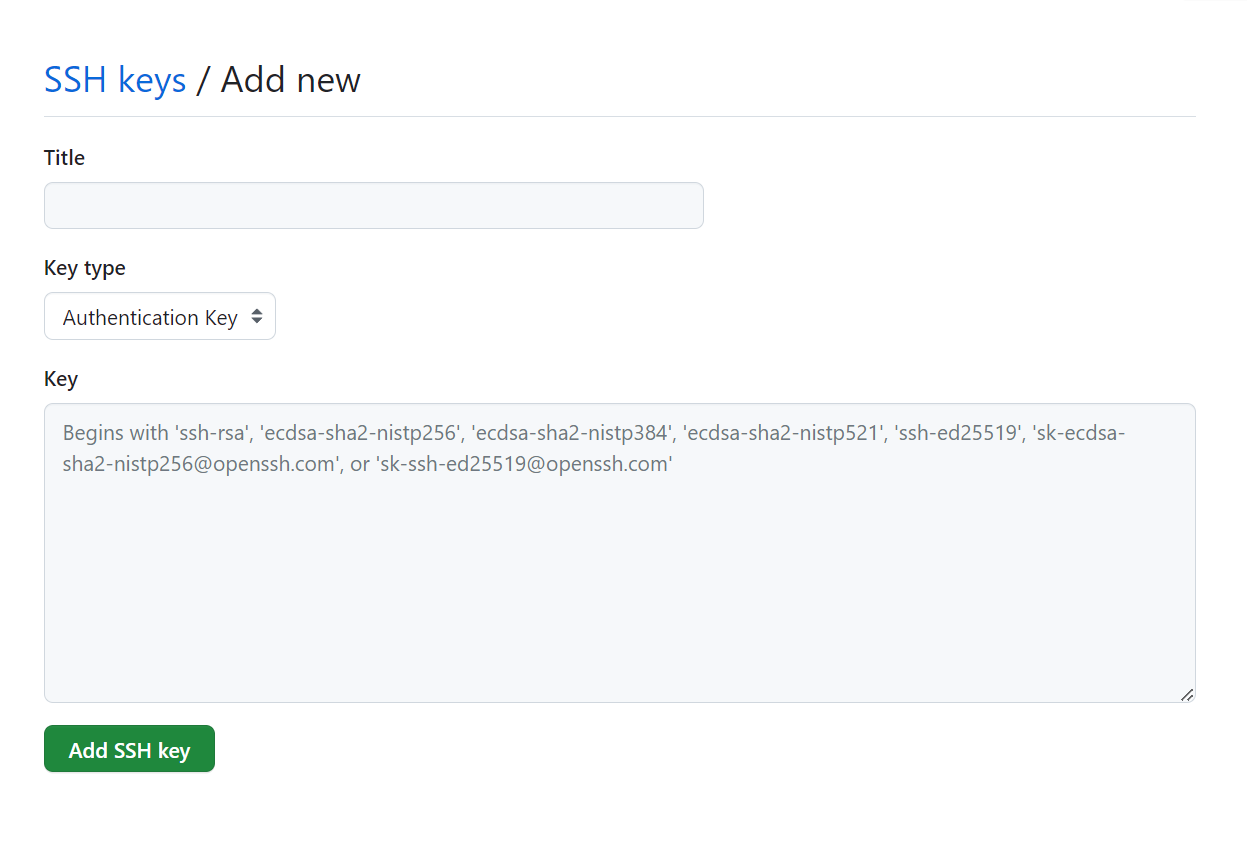 SSH keys / Add new
Title
Key type
Authentication Key
Key
Begins with 'ssh-rsa', 'ecdsa-sha2-nistp256', 'ecdsa-sha2-nistp384', 'ecdsa-sha2-nistp521', 'ssh-ed25519', 'sk-ecdsa-
sha2-nistp256@openssh.com', or 'sk-ssh-ed25519@openssh.com'
Add SSH key